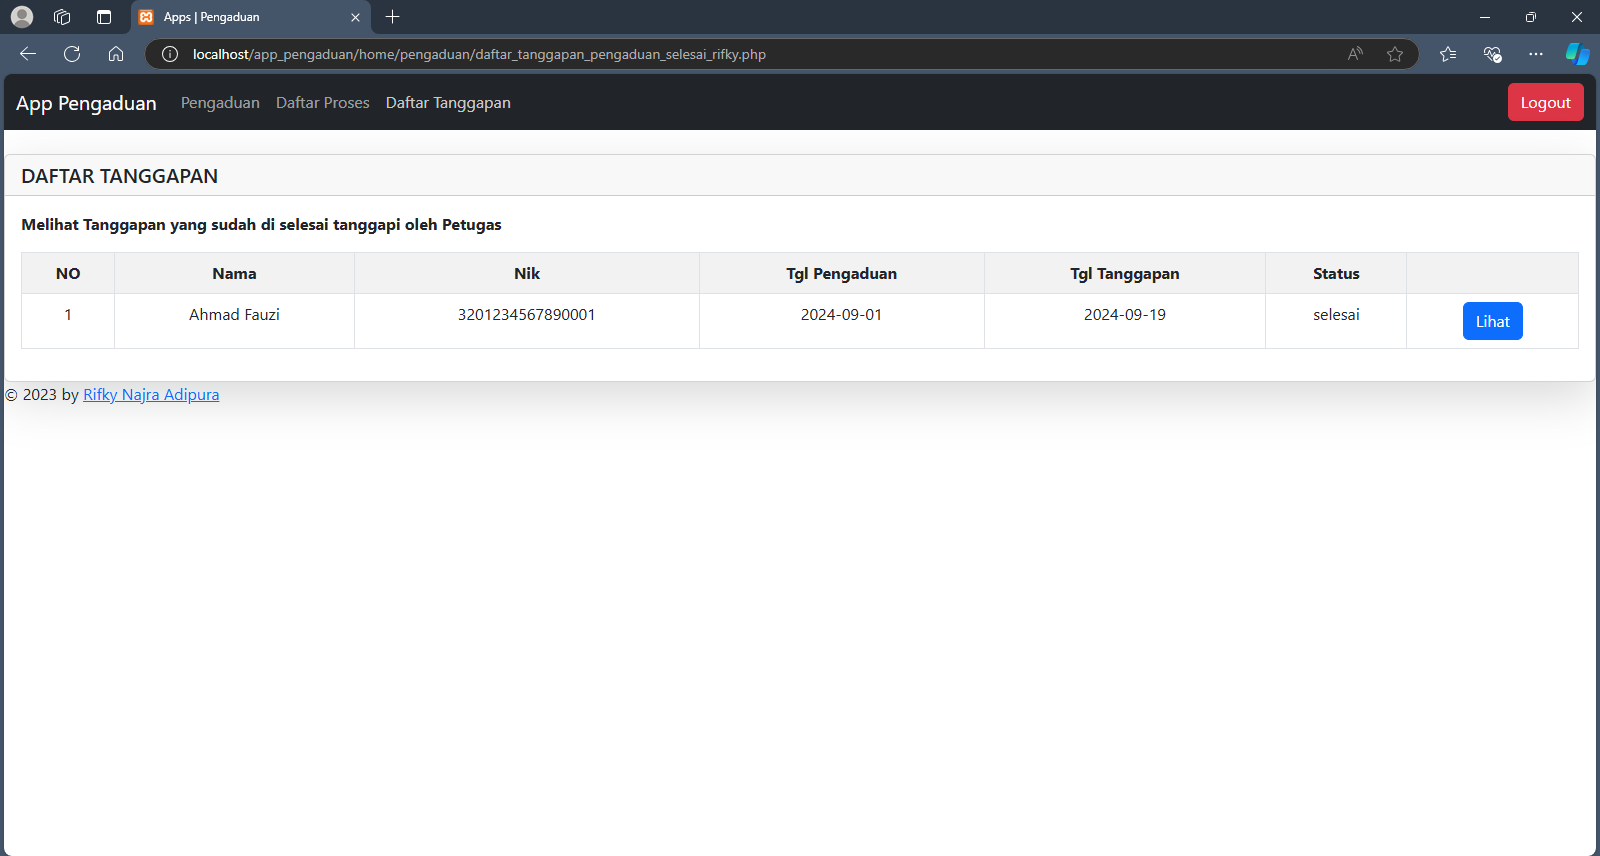 Apps | Pengaduan
localhost/app_pengaduan/home/pengaduan/daftar_tanggapan_pengaduan_selesai_rifky.php
App Pengaduan Pengaduan Daftar Proses Daftar Tanggapan Logout
DAFTAR TANGGAPAN
Melihat Tanggapan yang sudah di selesai tanggapi oleh Petugas
NO Nama Nik Tgl Pengaduan Tgl Tanggapan Status
1 Ahmad Fauzi 3201234567890001 2024-09-01 2024-09-19 selesai Lihat
© 2023 by Rifky Najra Adipura